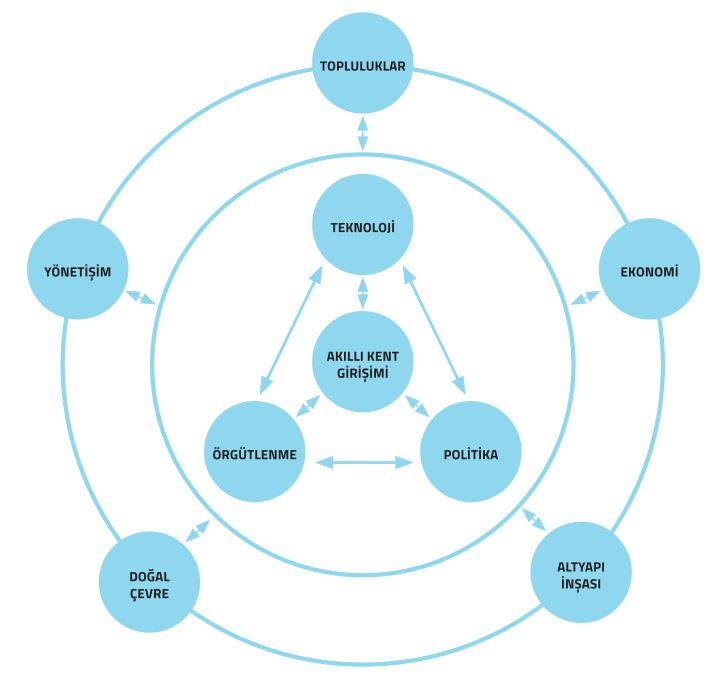 TOPLULUKLAR
TEKNOLOJİ
YÖNETİŞİM
EKONOMİ
AKILLI KENT
GİRİŞİMİ
ÖRGÜTLENME
POLİTİKA
DOĞAL
ÇEVRE
ALTYAPI
İNŞASI